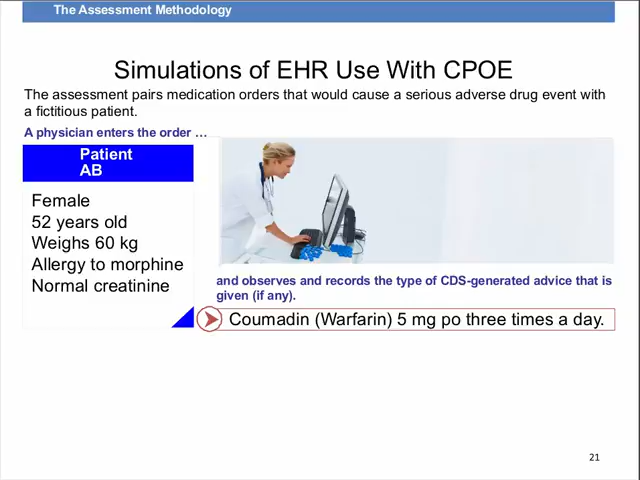 The Assessment Methodology
Simulations of EHR Use With CPOE
The assessment pairs medication orders that would cause a serious adverse drug event with
a fictitious patient.
A physician enters the order …
Patient
AB
Female
52 years old
Weighs 60 kg
Allergy to morphine
Normal creatinine
and observes and records the type of CDS-generated advice that is
given (if any).
Coumadin (Warfarin) 5 mg po three times a day.
21